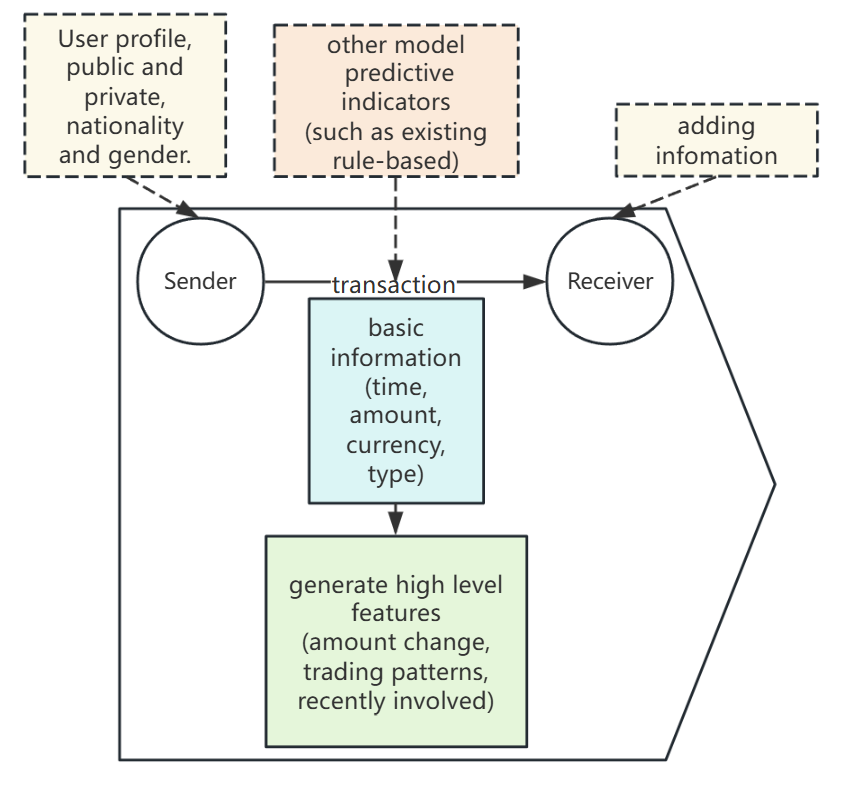 User profile,
public and
private,
nationality
and gender.
other model
predictive
indicators
(such as existing
rule-based)
adding
infomation
Sender
transaction
Receiver
basic
information
(time,
amount,
currency,
type)
generate high level
features
(amount change,
trading patterns,
recently involved)